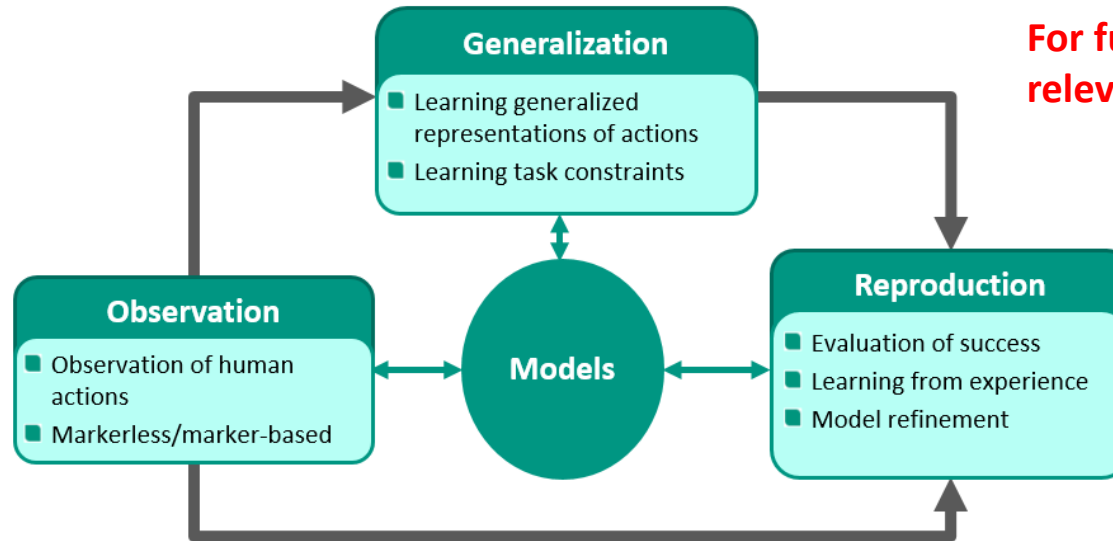 Generalization
Learning generalized
representations of actions
Learning task constraints
For fu
relev
Observation
Observation of human
actions
Markerless/marker-based
Models
Reproduction
Evaluation of success
Learning from experience
Model refinement